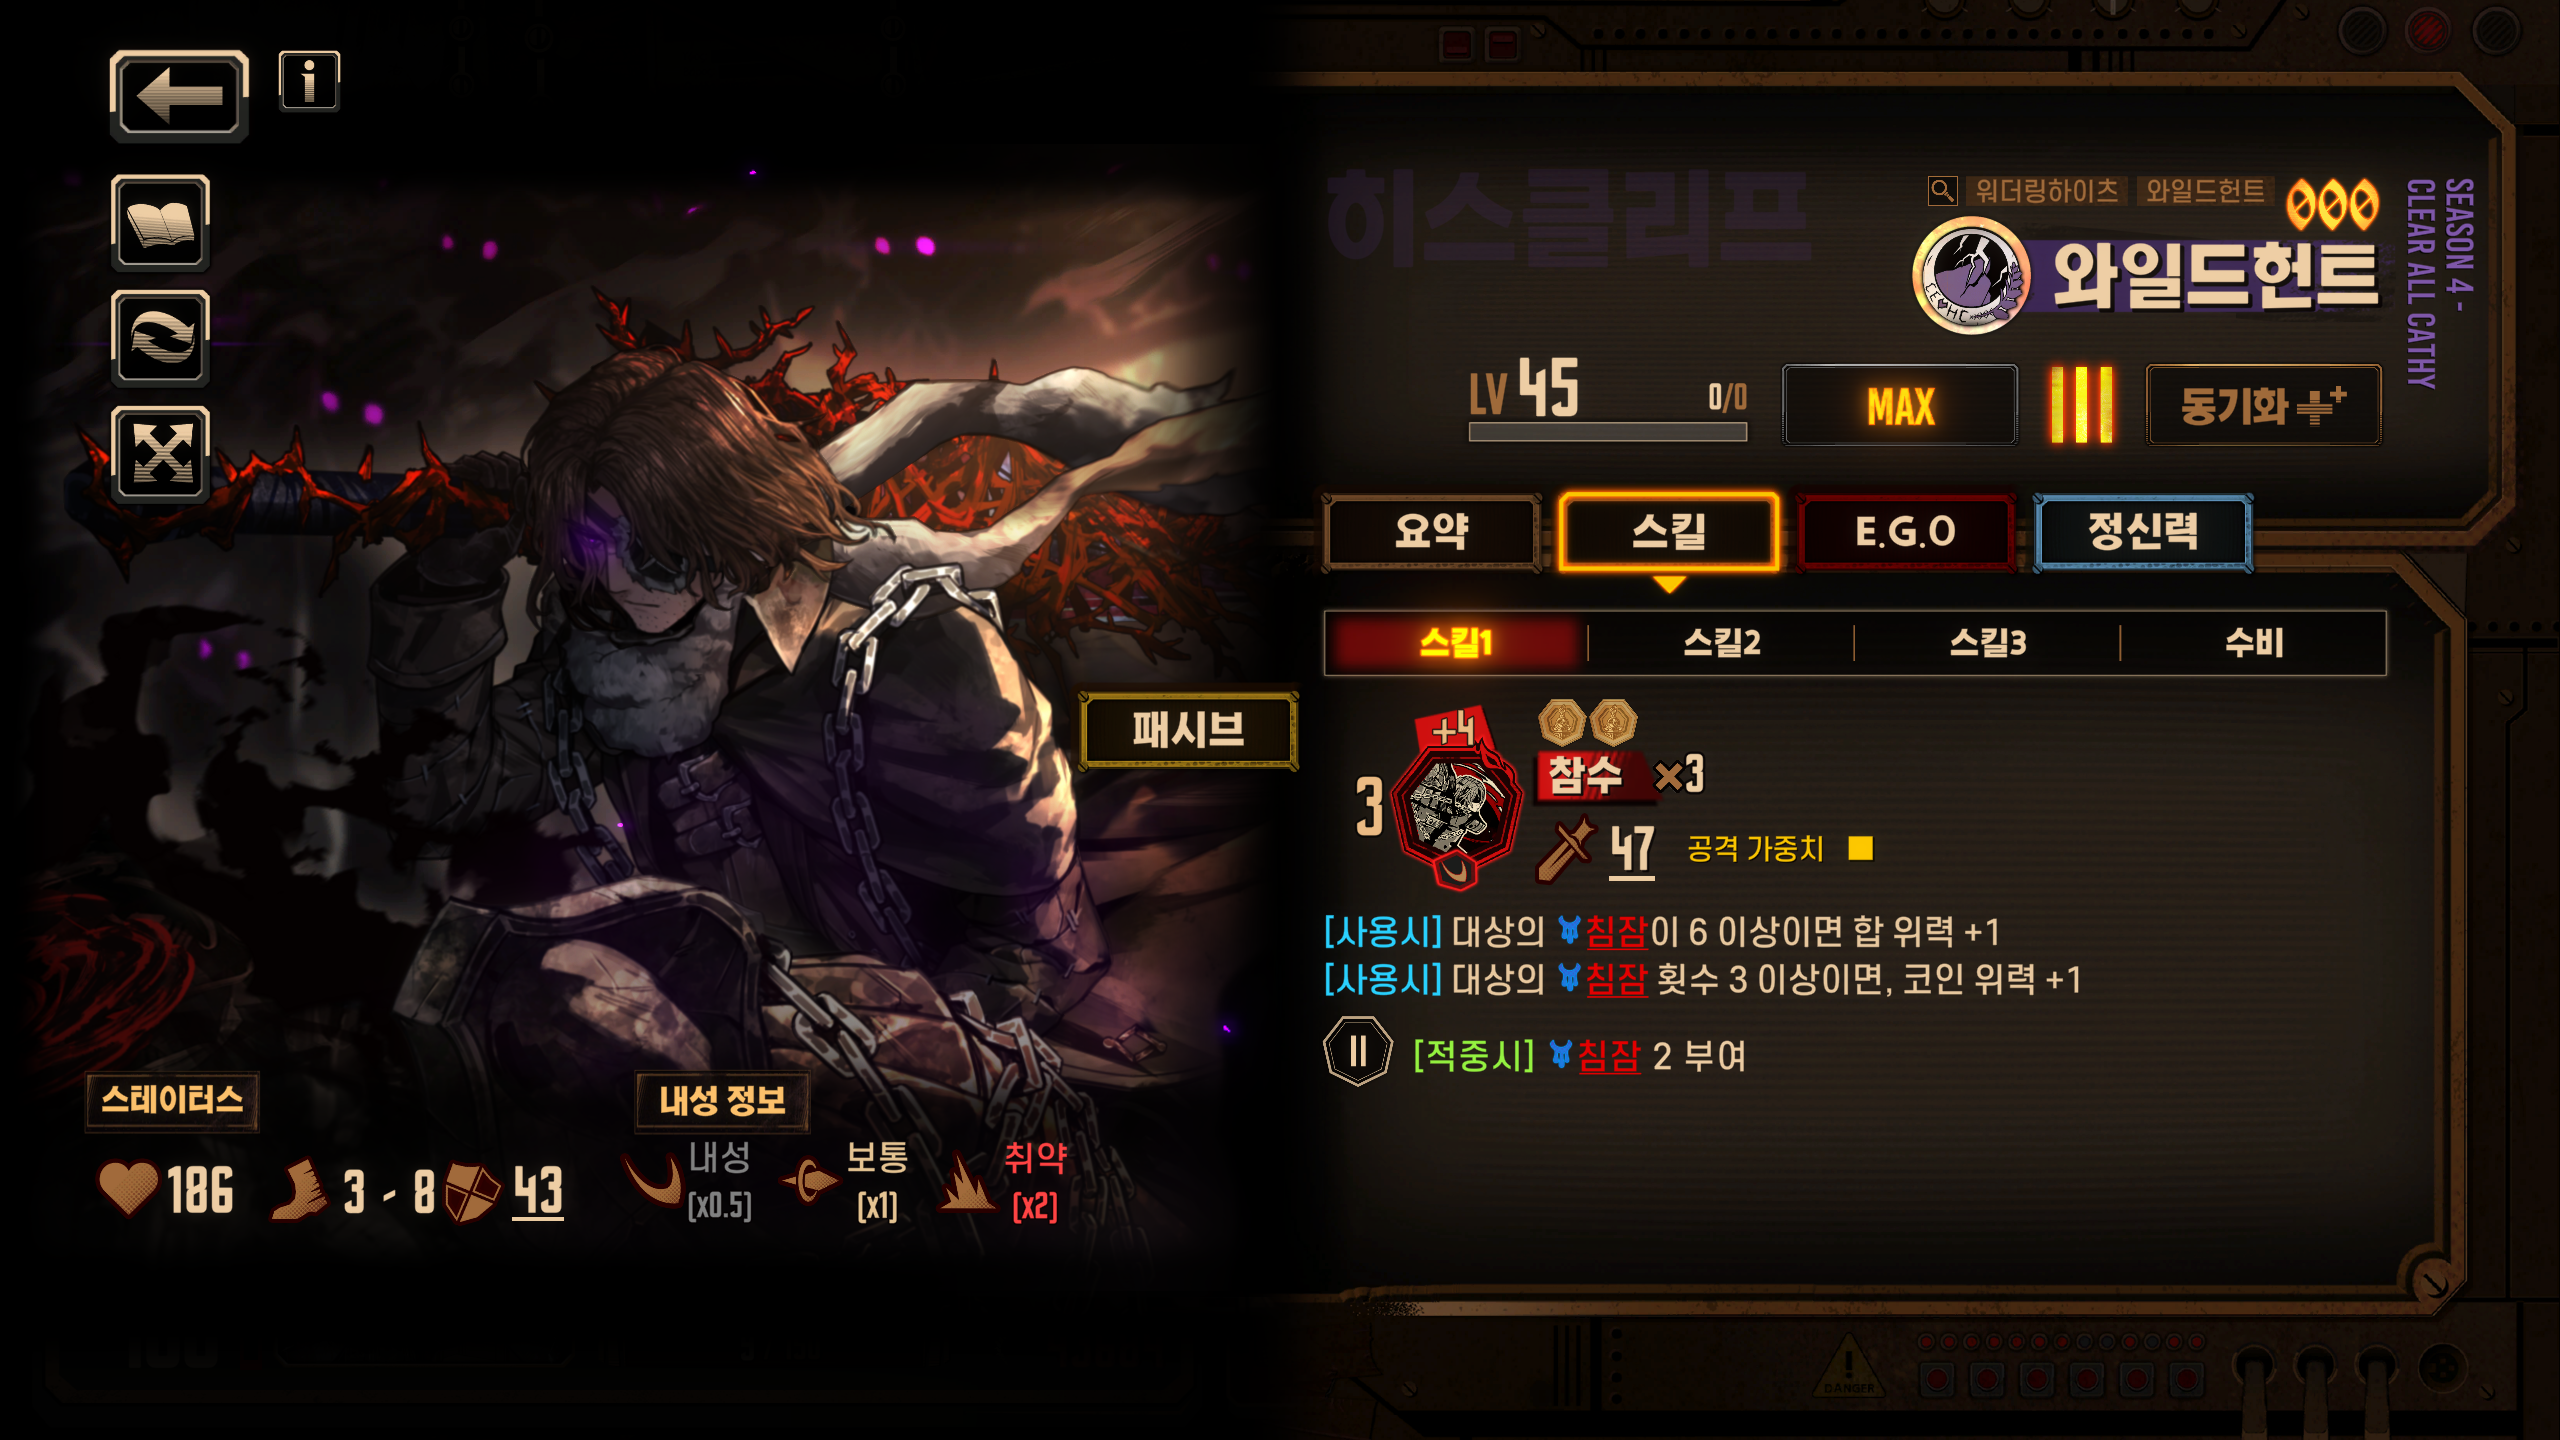 히스클리프
워더링하이츠 와일드헌트
와일드헌트
SEASON 4 -
CLEAR ALL CATHY
LV 45 0/0
MAX
동기화
요약 스킬 E.G.O 정신력
스킬1 스킬2 스킬3 수비
패시브
+4
3
참수 ×3
47 공격 가중치
[사용시] 대상의 침잠이 6 이상이면 합 위력 +1
[사용시] 대상의 침잠 횟수 3 이상이면, 코인 위력 +1
II [적중시] 침잠 2 부여
스테이터스
186 3 - 8 43
내성 정보
내성 보통 취약
[x0.5] [x1] [x2]
DANGER